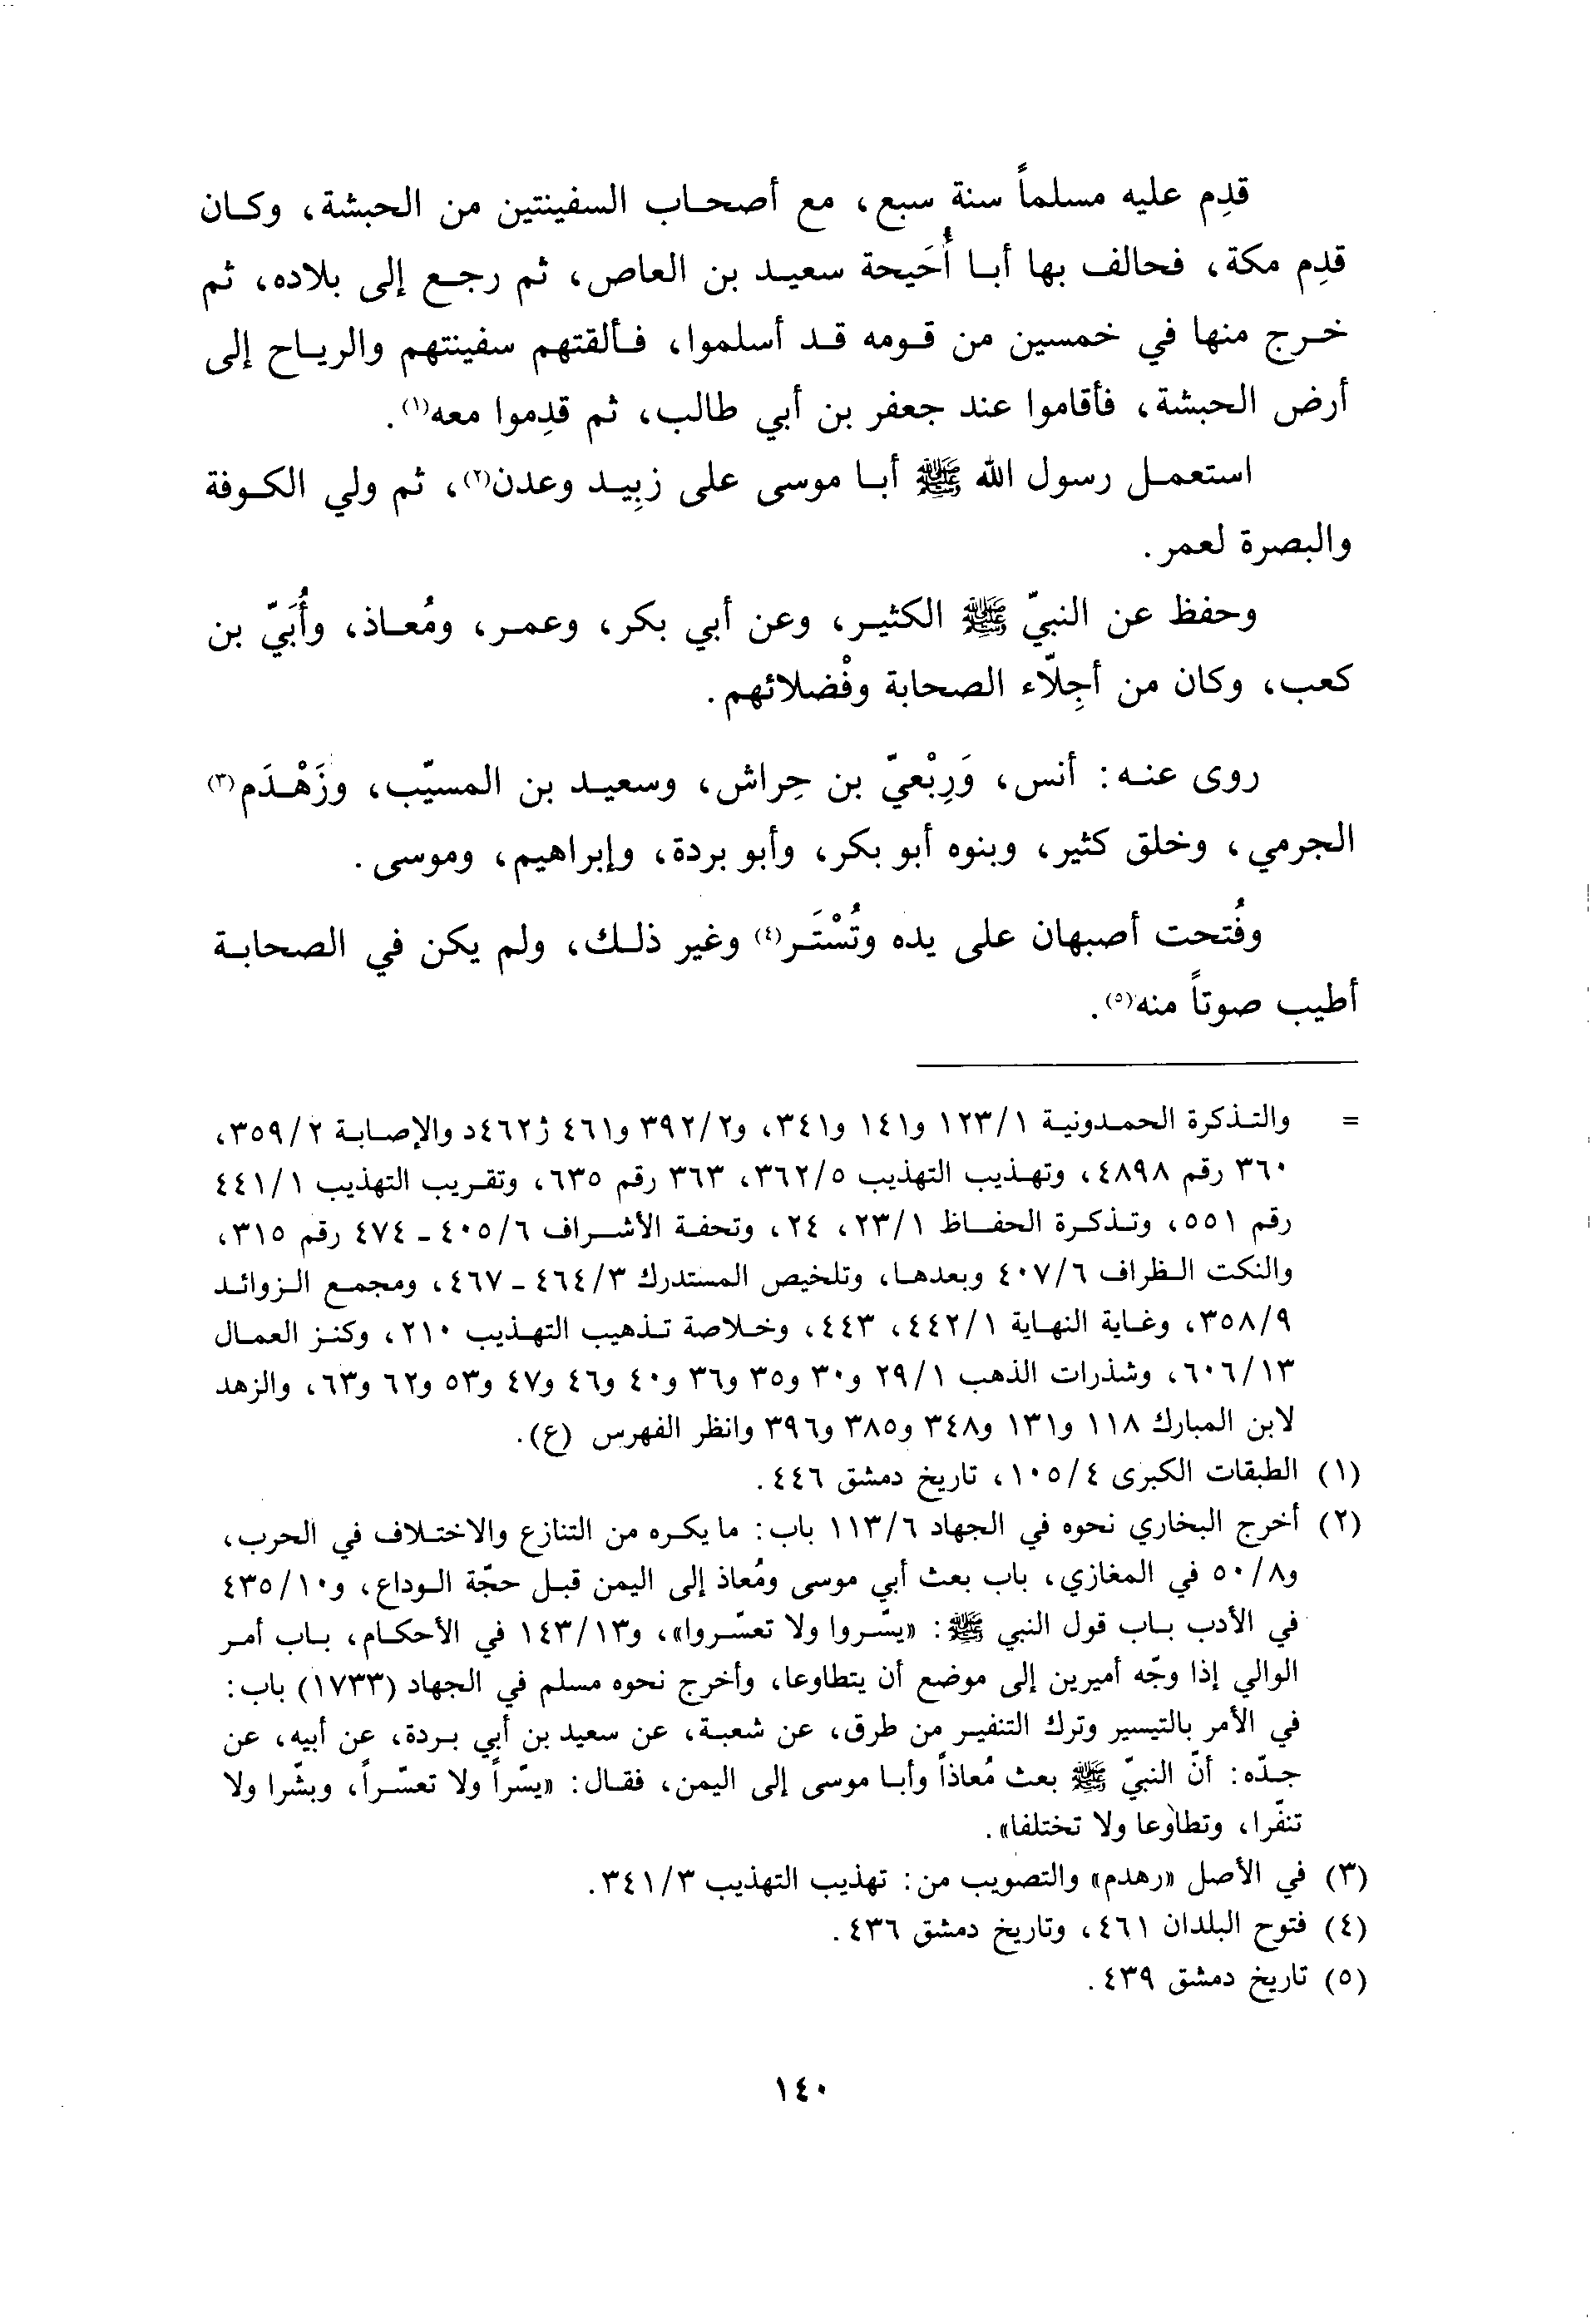 قدِم عليه مسلماً سنة سبع، مع أصحاب السفينتين من الحبشة، وكان
قدِم مكة، فحالف بها أبا أُحَيحة سعيد بن العاص، ثم رجع إلى بلاده، ثم
خرج منها في خمسين من قومه قد أسلموا، فألقتهم سفينتهم والرياح إلى
أرض الحبشة، فأقاموا عند جعفر بن أبي طالب، ثم قدِموا معه(١).
استعمل رسول الله ﷺ أبا موسى على زبِيد وعدن(٢)، ثم ولي الكوفة
والبصرة لعمر.
وحفظ عن النبيّ ﷺ الكثير، وعن أبي بكر، وعمر، ومُعاذ، وأُبَيّ بن
كعب، وكان من أجِلّاء الصحابة وفْضلائهم.
روى عنه: أنس، وَرِبْعيّ بن حِراش، وسعيد بن المسيّب، وزَهْدَم(٣)
الجرمي، وخلق كثير، وبنوه أبو بكر، وأبو بردة، وإبراهيم، وموسى.
وفُتحت أصبهان على يده وتُسْتَر(٤) وغير ذلك، ولم يكن في الصحابة
أطيب صوتاً منه(٥).
= والتذكرة الحمدونية ١/١٢٣ و١٤١ و٣٤١، و٢/٣٩٢ و٤٦١ ژ٤٦٢د والإصابة ٢/٣٥٩،
٣٦٠ رقم ٤٨٩٨، وتهذيب التهذيب ٥/٣٦٢، ٣٦٣ رقم ٦٣٥، وتقريب التهذيب ١/٤٤١
رقم ٥٥١، وتذكرة الحفاظ ١/٢٣، ٢٤، وتحفة الأشراف ٦/٤٠٥ ـ ٤٧٤ رقم ٣١٥،
والنكت الظراف ٦/٤٠٧ وبعدها، وتلخيص المستدرك ٣/٤٦٤ ـ ٤٦٧، ومجمع الزوائد
٩/٣٥٨، وغاية النهاية ١/٤٤٢، ٤٤٣، وخلاصة تذهيب التهذيب ٢١٠، وكنز العمال
١٣/٦٠٦، وشذرات الذهب ١/٢٩ و٣٠ و٣٥ و٣٦ و٤٠ و٤٦ و٤٧ و٥٣ و٦٢ و٦٣، والزهد
لابن المبارك ١١٨ و١٣١ و٣٤٨ و٣٨٥ و٣٩٦ وانظر الفهرس (ع).
(١) الطبقات الكبرى ٤/١٠٥، تاريخ دمشق ٤٤٦.
(٢) أخرج البخاري نحوه في الجهاد ٦/١١٣ باب: ما يكره من التنازع والاختلاف في الحرب،
و٨/٥٠ في المغازي، باب بعث أبي موسى ومُعاذ إلى اليمن قبل حجّة الوداع، و١٠/٤٣٥
في الأدب باب قول النبي ﷺ: «يسّروا ولا تعسّروا»، و١٣/١٤٣ في الأحكام، باب أمر
الوالي إذا وجّه أميرين إلى موضع أن يتطاوعا، وأخرج نحوه مسلم في الجهاد (١٧٣٣) باب:
في الأمر بالتيسير وترك التنفير من طرق، عن شعبة، عن سعيد بن أبي بردة، عن أبيه، عن
جدّه: أنّ النبيّ ﷺ بعث مُعاذاً وأبا موسى إلى اليمن، فقال: «يسّراً ولا تعسّراً، وبشّرا ولا
تنفّرا، وتطاوعا ولا تختلفا».
(٣) في الأصل «رهدم» والتصويب من: تهذيب التهذيب ٣/٣٤١.
(٤) فتوح البلدان ٤٦١، وتاريخ دمشق ٤٣٦.
(٥) تاريخ دمشق ٤٣٩.
١٤٠